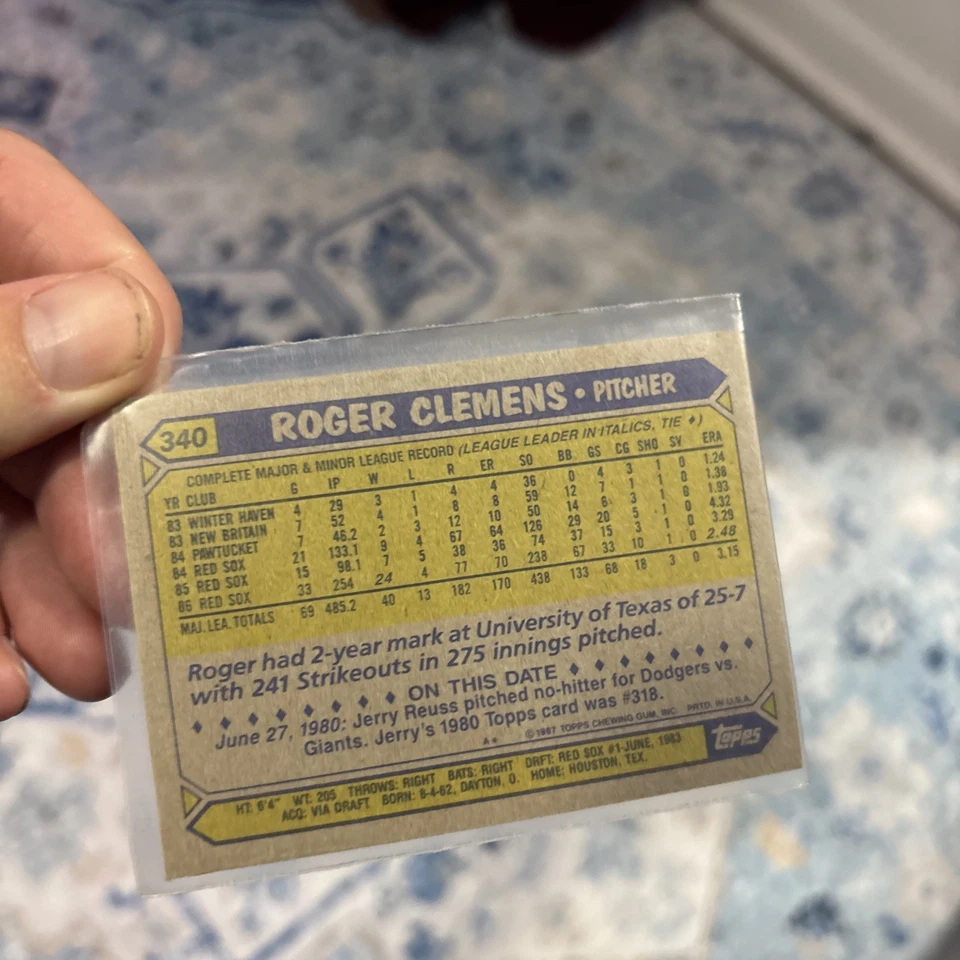 340 ROGER CLEMENS • PITCHER
COMPLETE MAJOR & MINOR LEAGUE RECORD (LEAGUE LEADER IN ITALICS, TIE ♦)
YR CLUB G IP W L R ER SO BB GS CG SHO SV ERA
83 WINTER HAVEN 4 29 3 1 4 4 36 0 4 3 1 0 1.24
83 NEW BRITAIN 7 52 4 1 8 8 59 12 7 1 1 0 1.38
84 PAWTUCKET 7 46.2 2 3 12 10 50 14 6 3 1 0 1.93
84 RED SOX 21 133.1 9 4 67 64 126 29 20 5 1 0 4.32
85 RED SOX 15 98.1 7 5 38 36 74 37 15 3 1 0 3.29
86 RED SOX 33 254 24 4 77 70 238 67 33 10 1 0 2.48
MAJ. LEA. TOTALS 69 485.2 40 13 182 170 438 133 68 18 3 0 3.15
Roger had 2-year mark at University of Texas of 25-7
with 241 Strikeouts in 275 innings pitched.
♦ ♦ ♦ ♦ ♦ ♦ ♦ ♦ ON THIS DATE ♦ ♦ ♦ ♦ ♦ ♦ ♦ ♦
June 27, 1980: Jerry Reuss pitched no-hitter for Dodgers vs.
Giants. Jerry's 1980 Topps card was #318.
A* © 1987 TOPPS CHEWING GUM, INC. PRTD. IN U.S.A.
HT: 6'4" WT: 205 THROWS: RIGHT BATS: RIGHT DRFT: RED SOX #1-JUNE, 1983
ACQ: VIA DRAFT BORN: 8-4-62, DAYTON, O. HOME: HOUSTON, TEX.
Topps